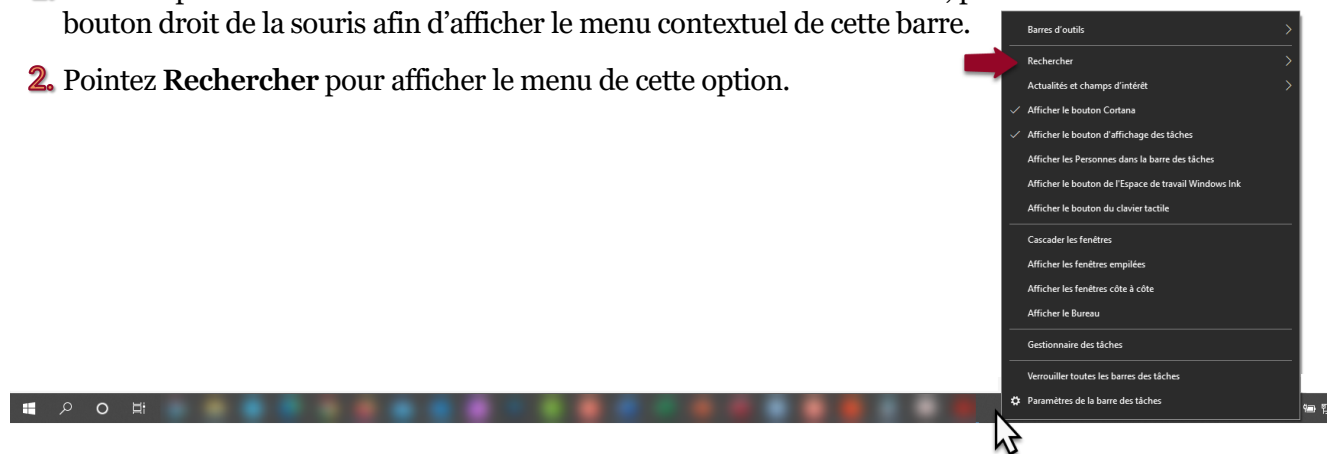 bouton droit de la souris afin d’afficher le menu contextuel de cette barre.
2. Pointez Rechercher pour afficher le menu de cette option.
Barres d'outils
Rechercher
Actualités et champs d'intérêt
Afficher le bouton Cortana
Afficher le bouton d'affichage des tâches
Afficher les Personnes dans la barre des tâches
Afficher le bouton de l'Espace de travail Windows Ink
Afficher le bouton du clavier tactile
Cascader les fenêtres
Afficher les fenêtres empilées
Afficher les fenêtres côte à côte
Afficher le Bureau
Gestionnaire des tâches
Verrouiller toutes les barres des tâches
Paramètres de la barre des tâches